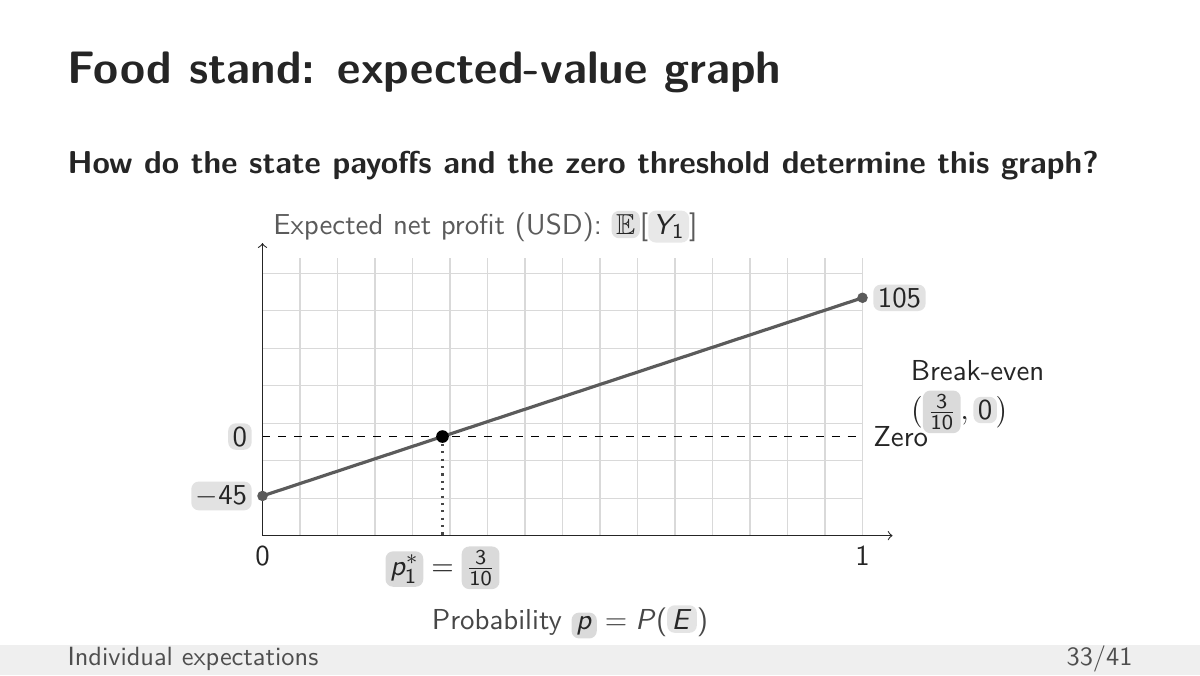 Food stand: expected-value graph
How do the state payoffs and the zero threshold determine this graph?
Expected net profit (USD): 𝔼[Y₁]
105
Break-even
(3/10, 0)
0
Zero
−45
0
1
p₁* = 3/10
Probability p = P(E)
Individual expectations
33/41